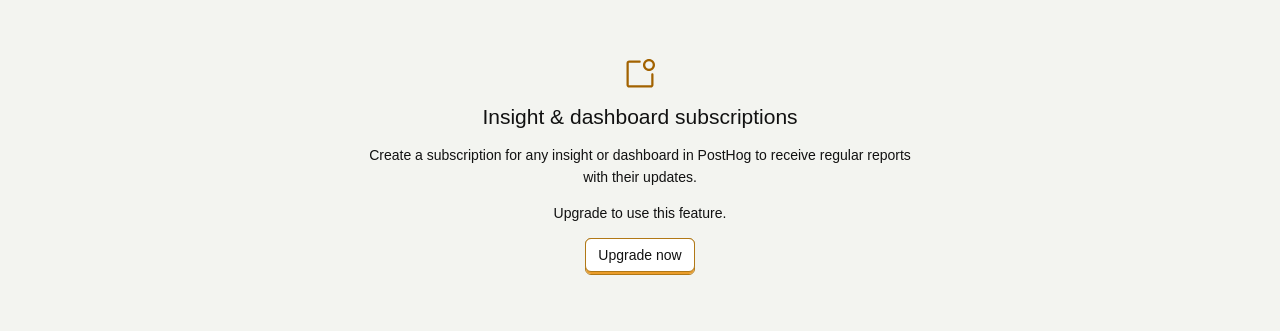 Insight & dashboard subscriptions
Create a subscription for any insight or dashboard in PostHog to receive regular reports
with their updates.
Upgrade to use this feature.
Upgrade now